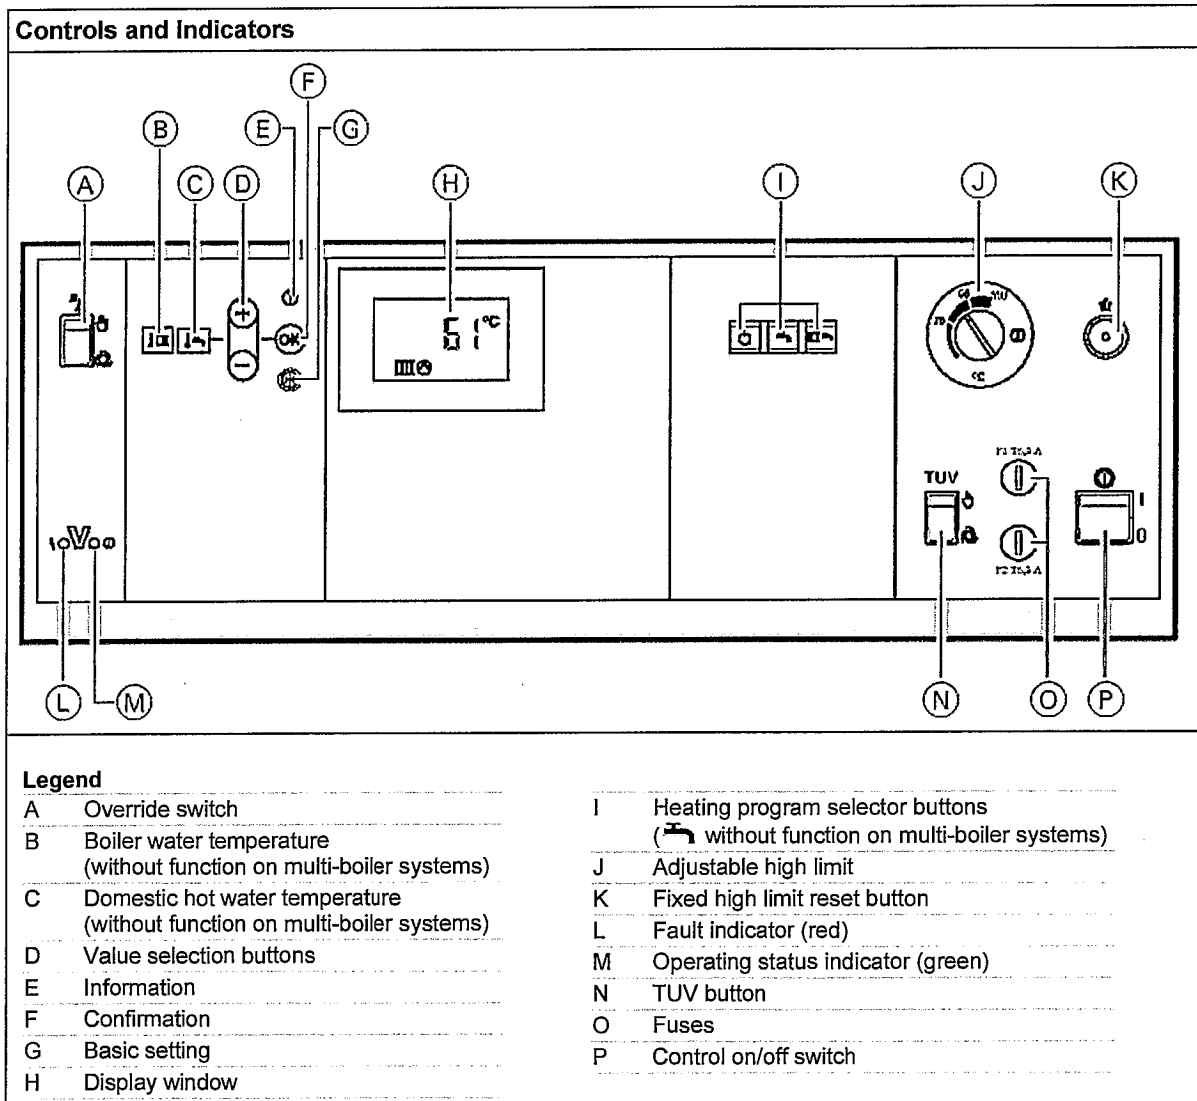 Controls and Indicators
F
B
E
G
A
C
D
H
I
J
K
+
OK
−
61 °C
TUV
I
0
V
L
M
N
O
P
Legend
A Override switch
B Boiler water temperature
(without function on multi-boiler systems)
C Domestic hot water temperature
(without function on multi-boiler systems)
D Value selection buttons
E Information
F Confirmation
G Basic setting
H Display window
I Heating program selector buttons
( without function on multi-boiler systems)
J Adjustable high limit
K Fixed high limit reset button
L Fault indicator (red)
M Operating status indicator (green)
N TUV button
O Fuses
P Control on/off switch